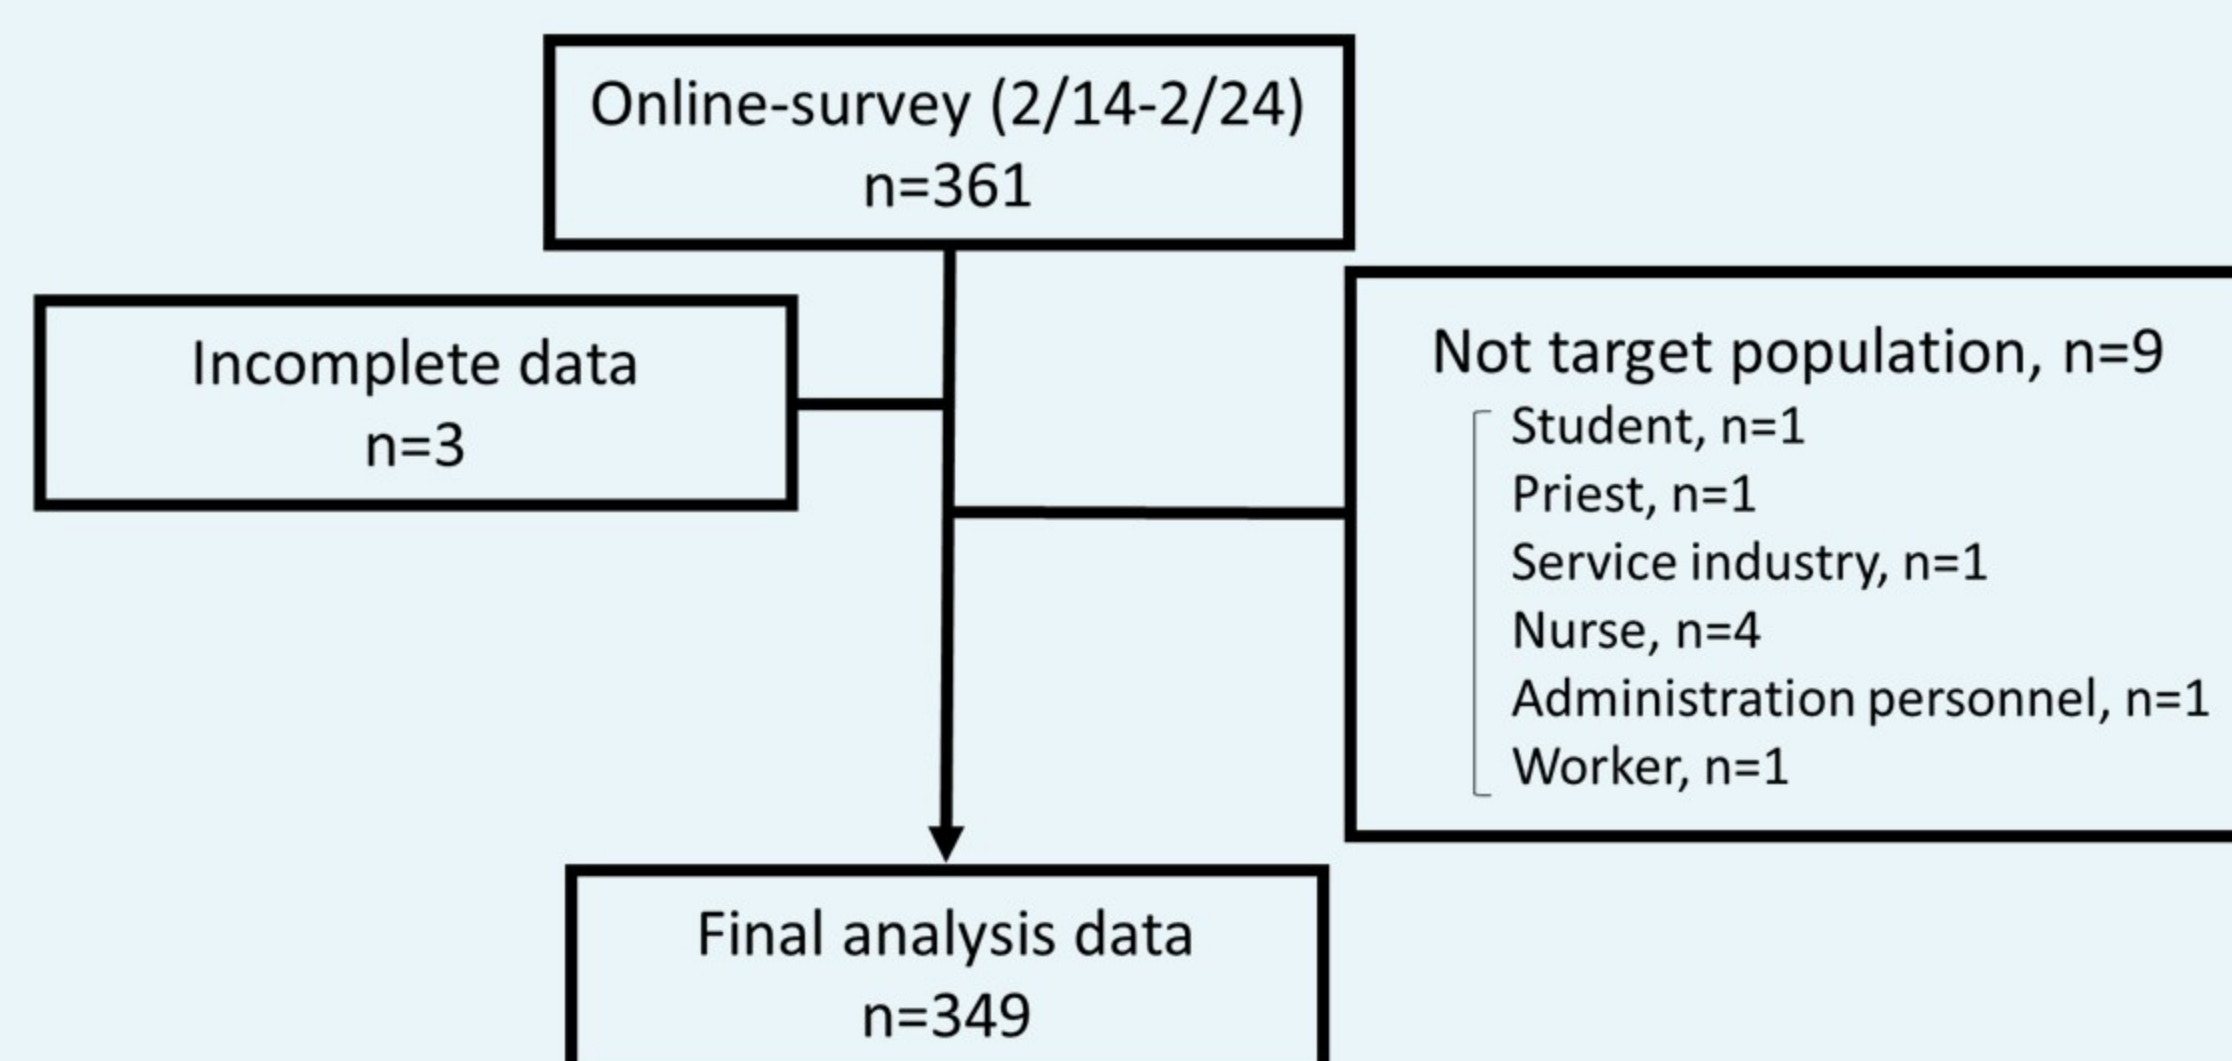 Online-survey (2/14-2/24)
n=361
Incomplete data
n=3
Not target population, n=9
Student, n=1
Priest, n=1
Service industry, n=1
Nurse, n=4
Administration personnel, n=1
Worker, n=1
Final analysis data
n=349